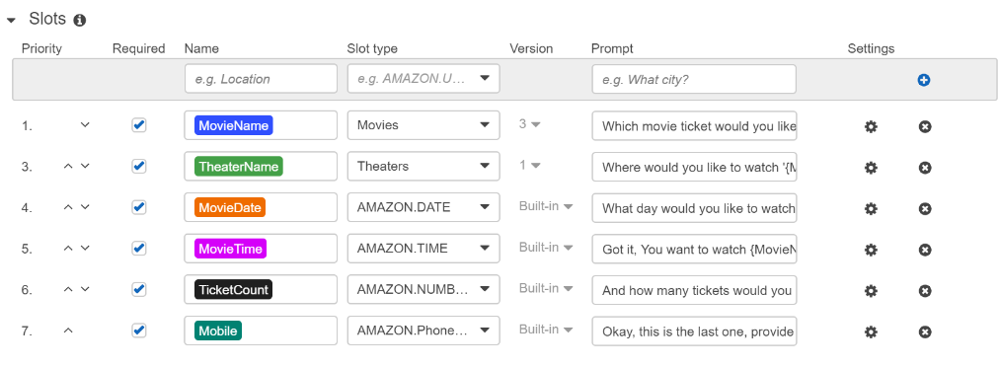 Slots
Priority Required Name Slot type Version Prompt Settings
e.g. Location e.g. AMAZON.U... e.g. What city?
1. MovieName Movies 3 Which movie ticket would you like
3. TheaterName Theaters 1 Where would you like to watch '{M
4. MovieDate AMAZON.DATE Built-in What day would you like to watch
5. MovieTime AMAZON.TIME Built-in Got it, You want to watch {MovieN
6. TicketCount AMAZON.NUMB... Built-in And how many tickets would you
7. Mobile AMAZON.Phone... Built-in Okay, this is the last one, provide